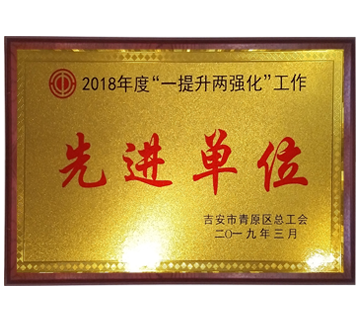 2018年度“一提升两强化”工作
先进单位
吉安市青原区总工会
二〇一九年三月